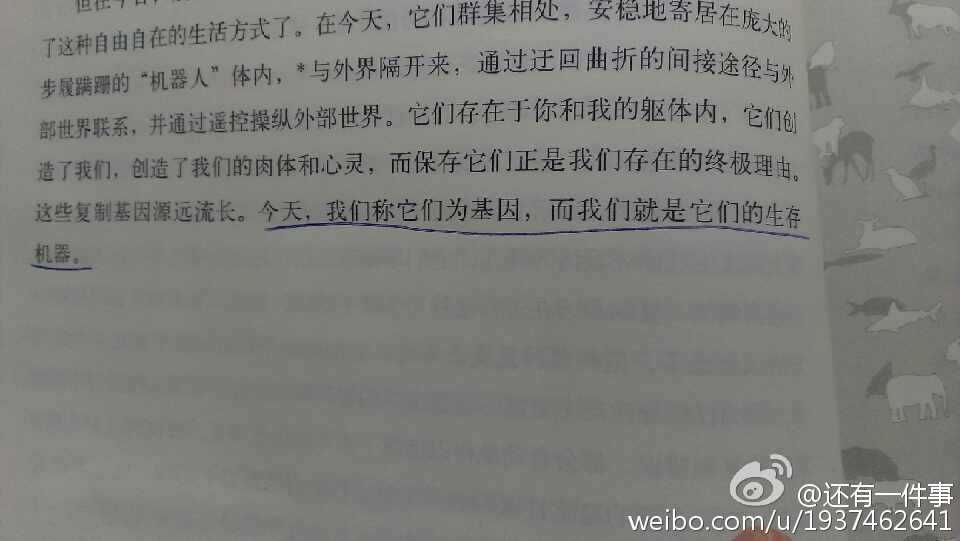 但在今日，
了这种自由自在的生活方式了。在今天，它们群集相处，安稳地寄居在庞大的
步履蹒跚的“机器人”体内，*与外界隔开来，通过迂回曲折的间接途径与外
部世界联系，并通过遥控操纵外部世界。它们存在于你和我的躯体内，它们创
造了我们，创造了我们的肉体和心灵，而保存它们正是我们存在的终极理由。
这些复制基因源远流长。今天，我们称它们为基因，而我们就是它们的生存
机器。
@还有一件事
weibo.com/u/1937462641